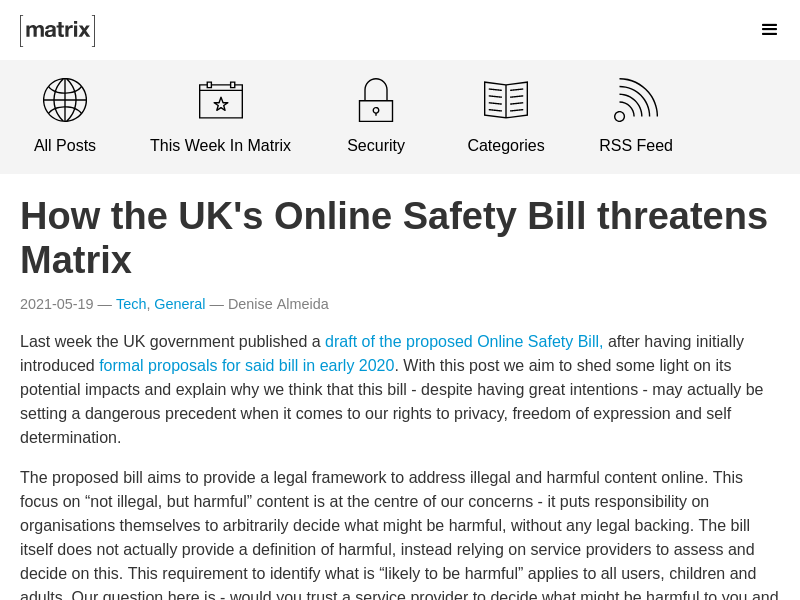 [matrix]
All Posts
This Week In Matrix
Security
Categories
RSS Feed
How the UK's Online Safety Bill threatens
Matrix
2021-05-19 — Tech, General — Denise Almeida
Last week the UK government published a draft of the proposed Online Safety Bill, after having initially
introduced formal proposals for said bill in early 2020. With this post we aim to shed some light on its
potential impacts and explain why we think that this bill - despite having great intentions - may actually be
setting a dangerous precedent when it comes to our rights to privacy, freedom of expression and self
determination.
The proposed bill aims to provide a legal framework to address illegal and harmful content online. This
focus on “not illegal, but harmful” content is at the centre of our concerns - it puts responsibility on
organisations themselves to arbitrarily decide what might be harmful, without any legal backing. The bill
itself does not actually provide a definition of harmful, instead relying on service providers to assess and
decide on this. This requirement to identify what is “likely to be harmful” applies to all users, children and
adults. Our question here is - would you trust a service provider to decide what might be harmful to you and